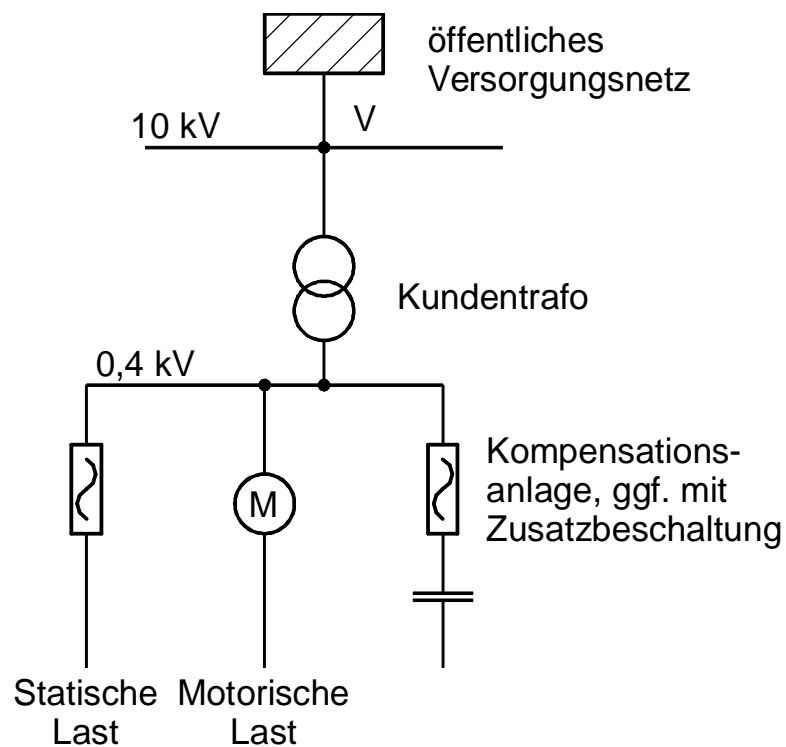 öffentliches
Versorgungsnetz
10 kV
V
Kundentrafo
0,4 kV
Kompensations-
anlage, ggf. mit
Zusatzbeschaltung
M
Statische
Last
Motorische
Last